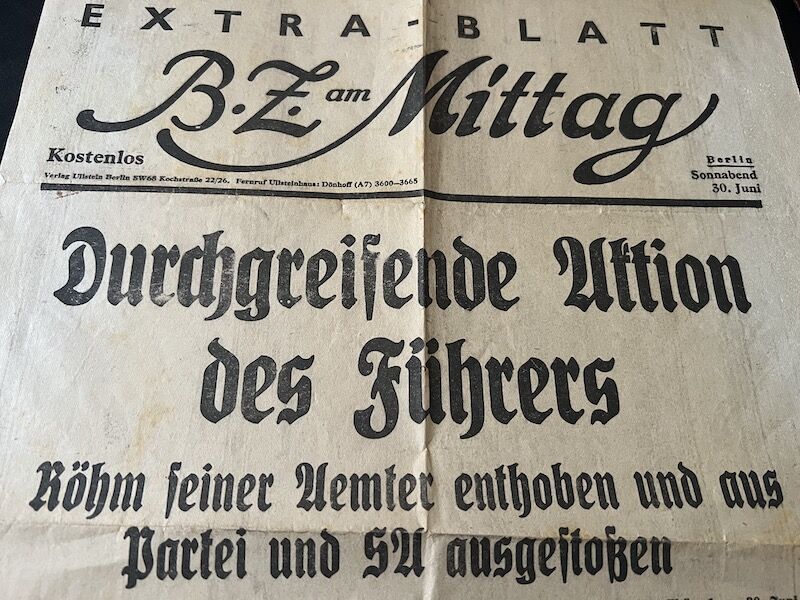 EXTRA-BLATT
B.Z. am Mittag
Kostenlos
Verlag Ullstein Berlin SW68 Kochstraße 22/26. Fernruf Ullsteinhaus: Dönhoff (A7) 3600—3665
Berlin
Sonnabend
30. Juni
Durchgreifende Aktion
des Führers
Röhm seiner Aemter enthoben und aus
Partei und SA ausgestoßen